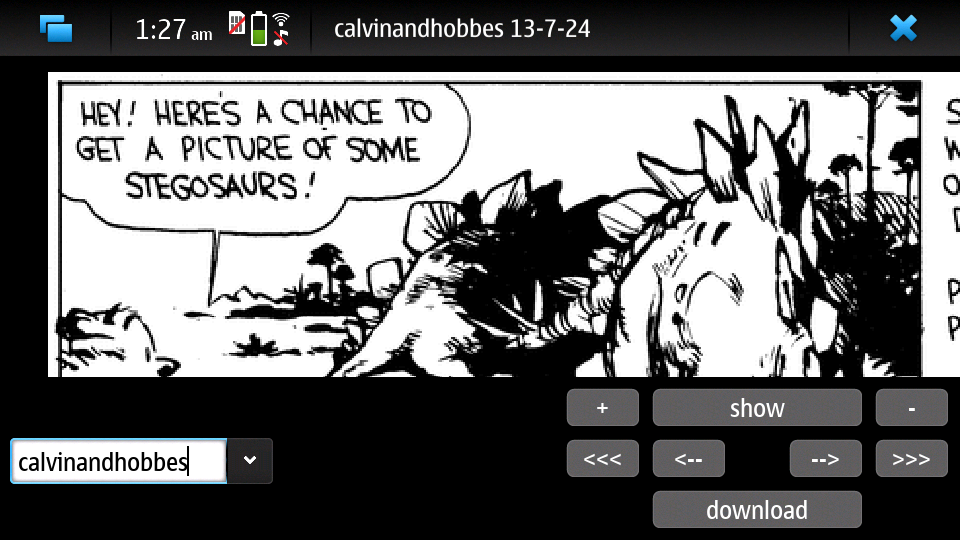 1:27 am
calvinandhobbes 13-7-24
HEY! HERE'S A CHANCE TO
GET A PICTURE OF SOME
STEGOSAURS!
S
W
O
P
P
+ show -
calvinandhobbes
<<< <-- --> >>>
download